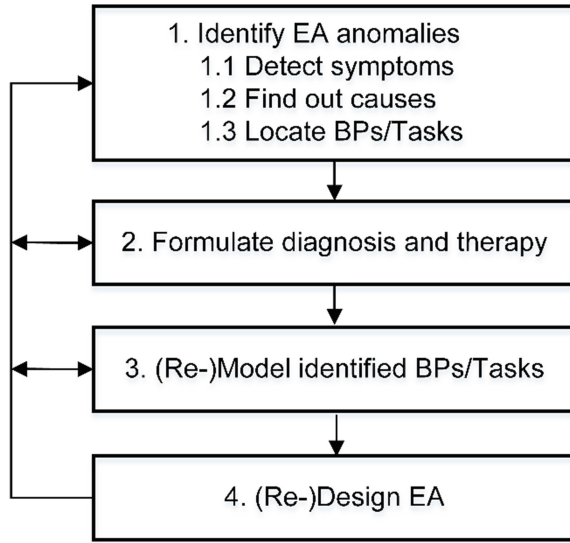 1. Identify EA anomalies
1.1 Detect symptoms
1.2 Find out causes
1.3 Locate BPs/Tasks
2. Formulate diagnosis and therapy
3. (Re-)Model identified BPs/Tasks
4. (Re-)Design EA